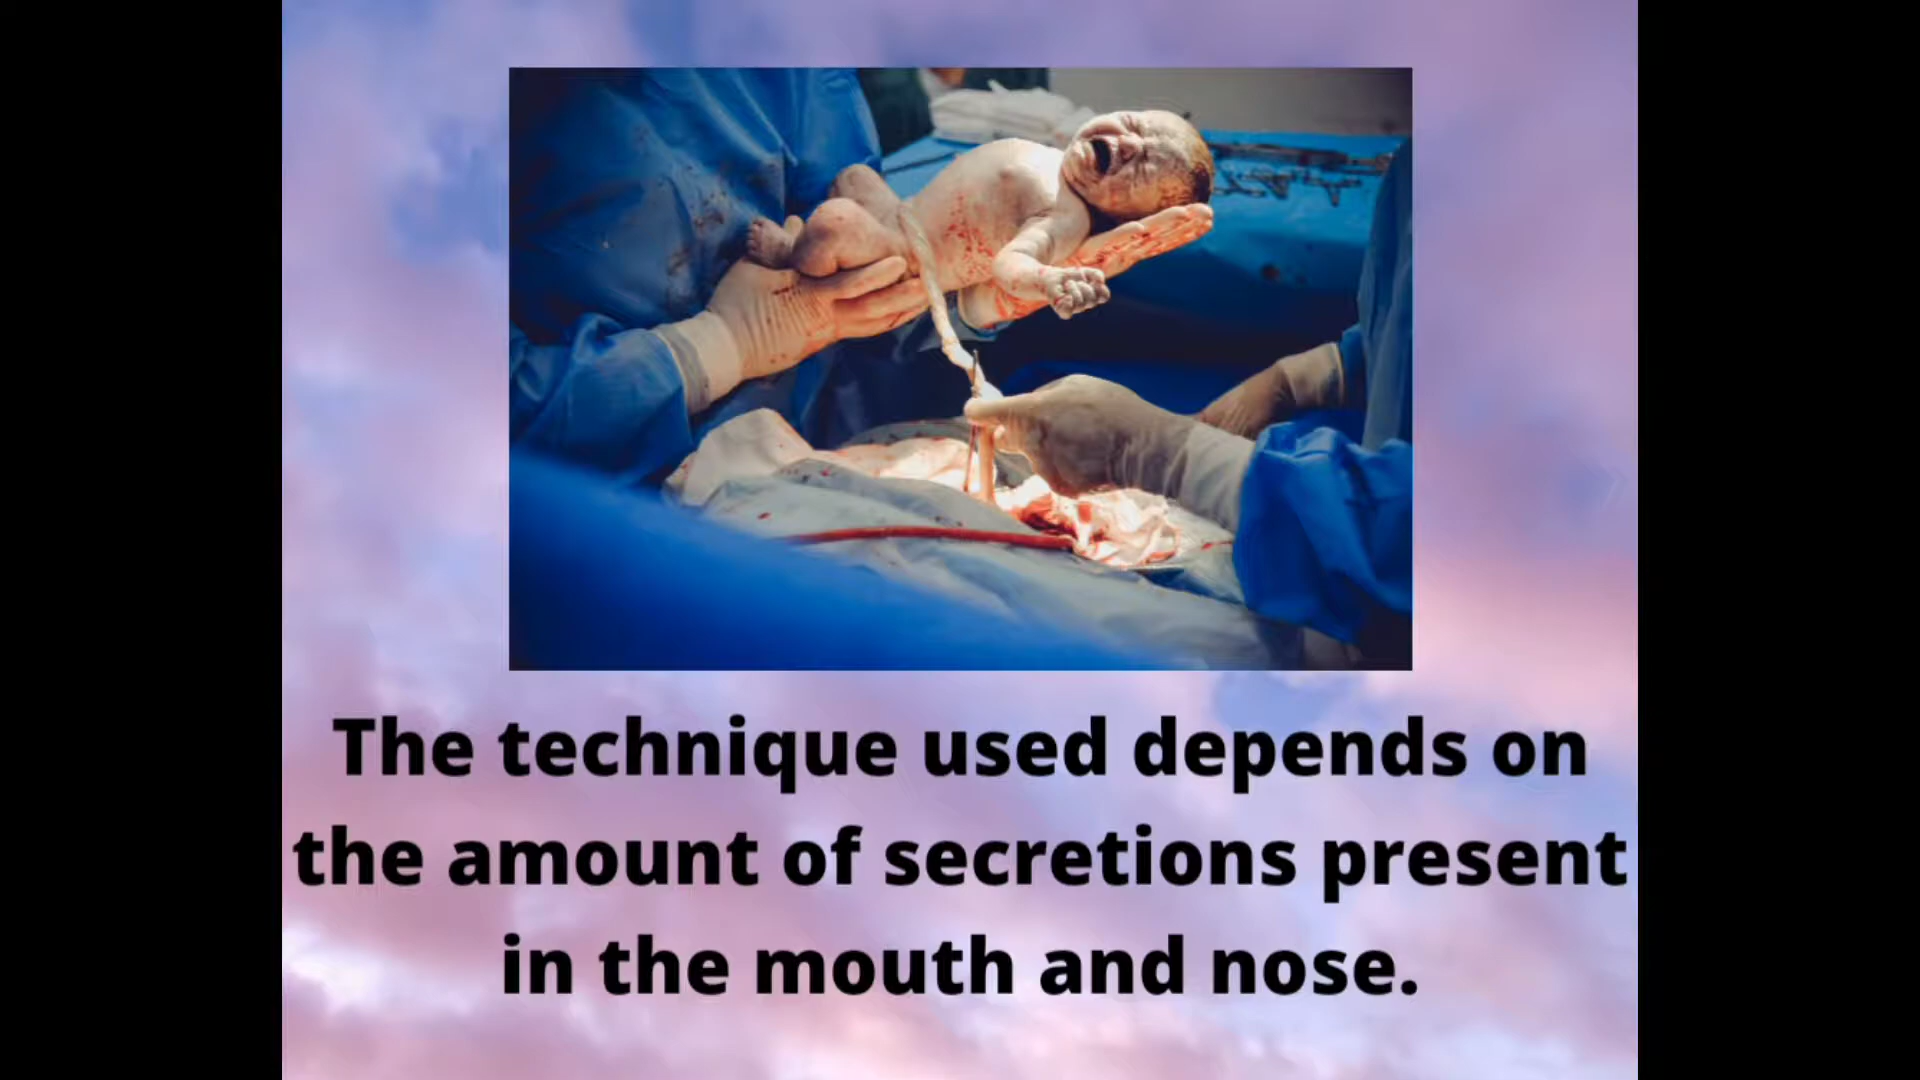 The technique used depends on
the amount of secretions present
in the mouth and nose.